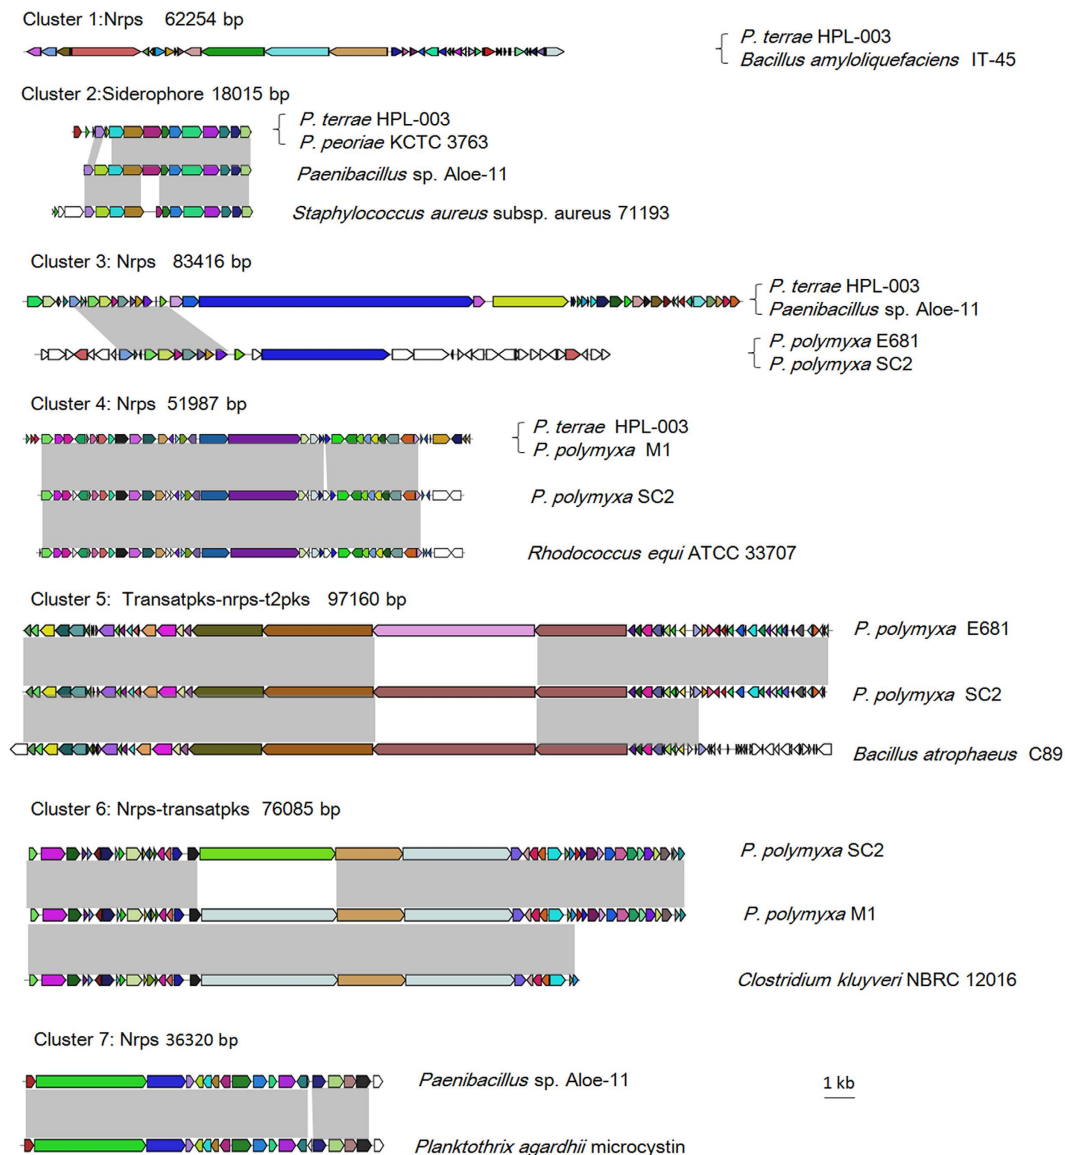 Cluster 1:Nrps 62254 bp
P. terrae HPL-003
Bacillus amyloliquefaciens IT-45
Cluster 2:Siderophore 18015 bp
P. terrae HPL-003
P. peoriae KCTC 3763
Paenibacillus sp. Aloe-11
Staphylococcus aureus subsp. aureus 71193
Cluster 3: Nrps 83416 bp
P. terrae HPL-003
Paenibacillus sp. Aloe-11
P. polymyxa E681
P. polymyxa SC2
Cluster 4: Nrps 51987 bp
P. terrae HPL-003
P. polymyxa M1
P. polymyxa SC2
Rhodococcus equi ATCC 33707
Cluster 5: Transatpks-nrps-t2pks 97160 bp
P. polymyxa E681
P. polymyxa SC2
Bacillus atrophaeus C89
Cluster 6: Nrps-transatpks 76085 bp
P. polymyxa SC2
P. polymyxa M1
Clostridium kluyveri NBRC 12016
Cluster 7: Nrps 36320 bp
Paenibacillus sp. Aloe-11
1 kb
Planktothrix agardhii microcystin